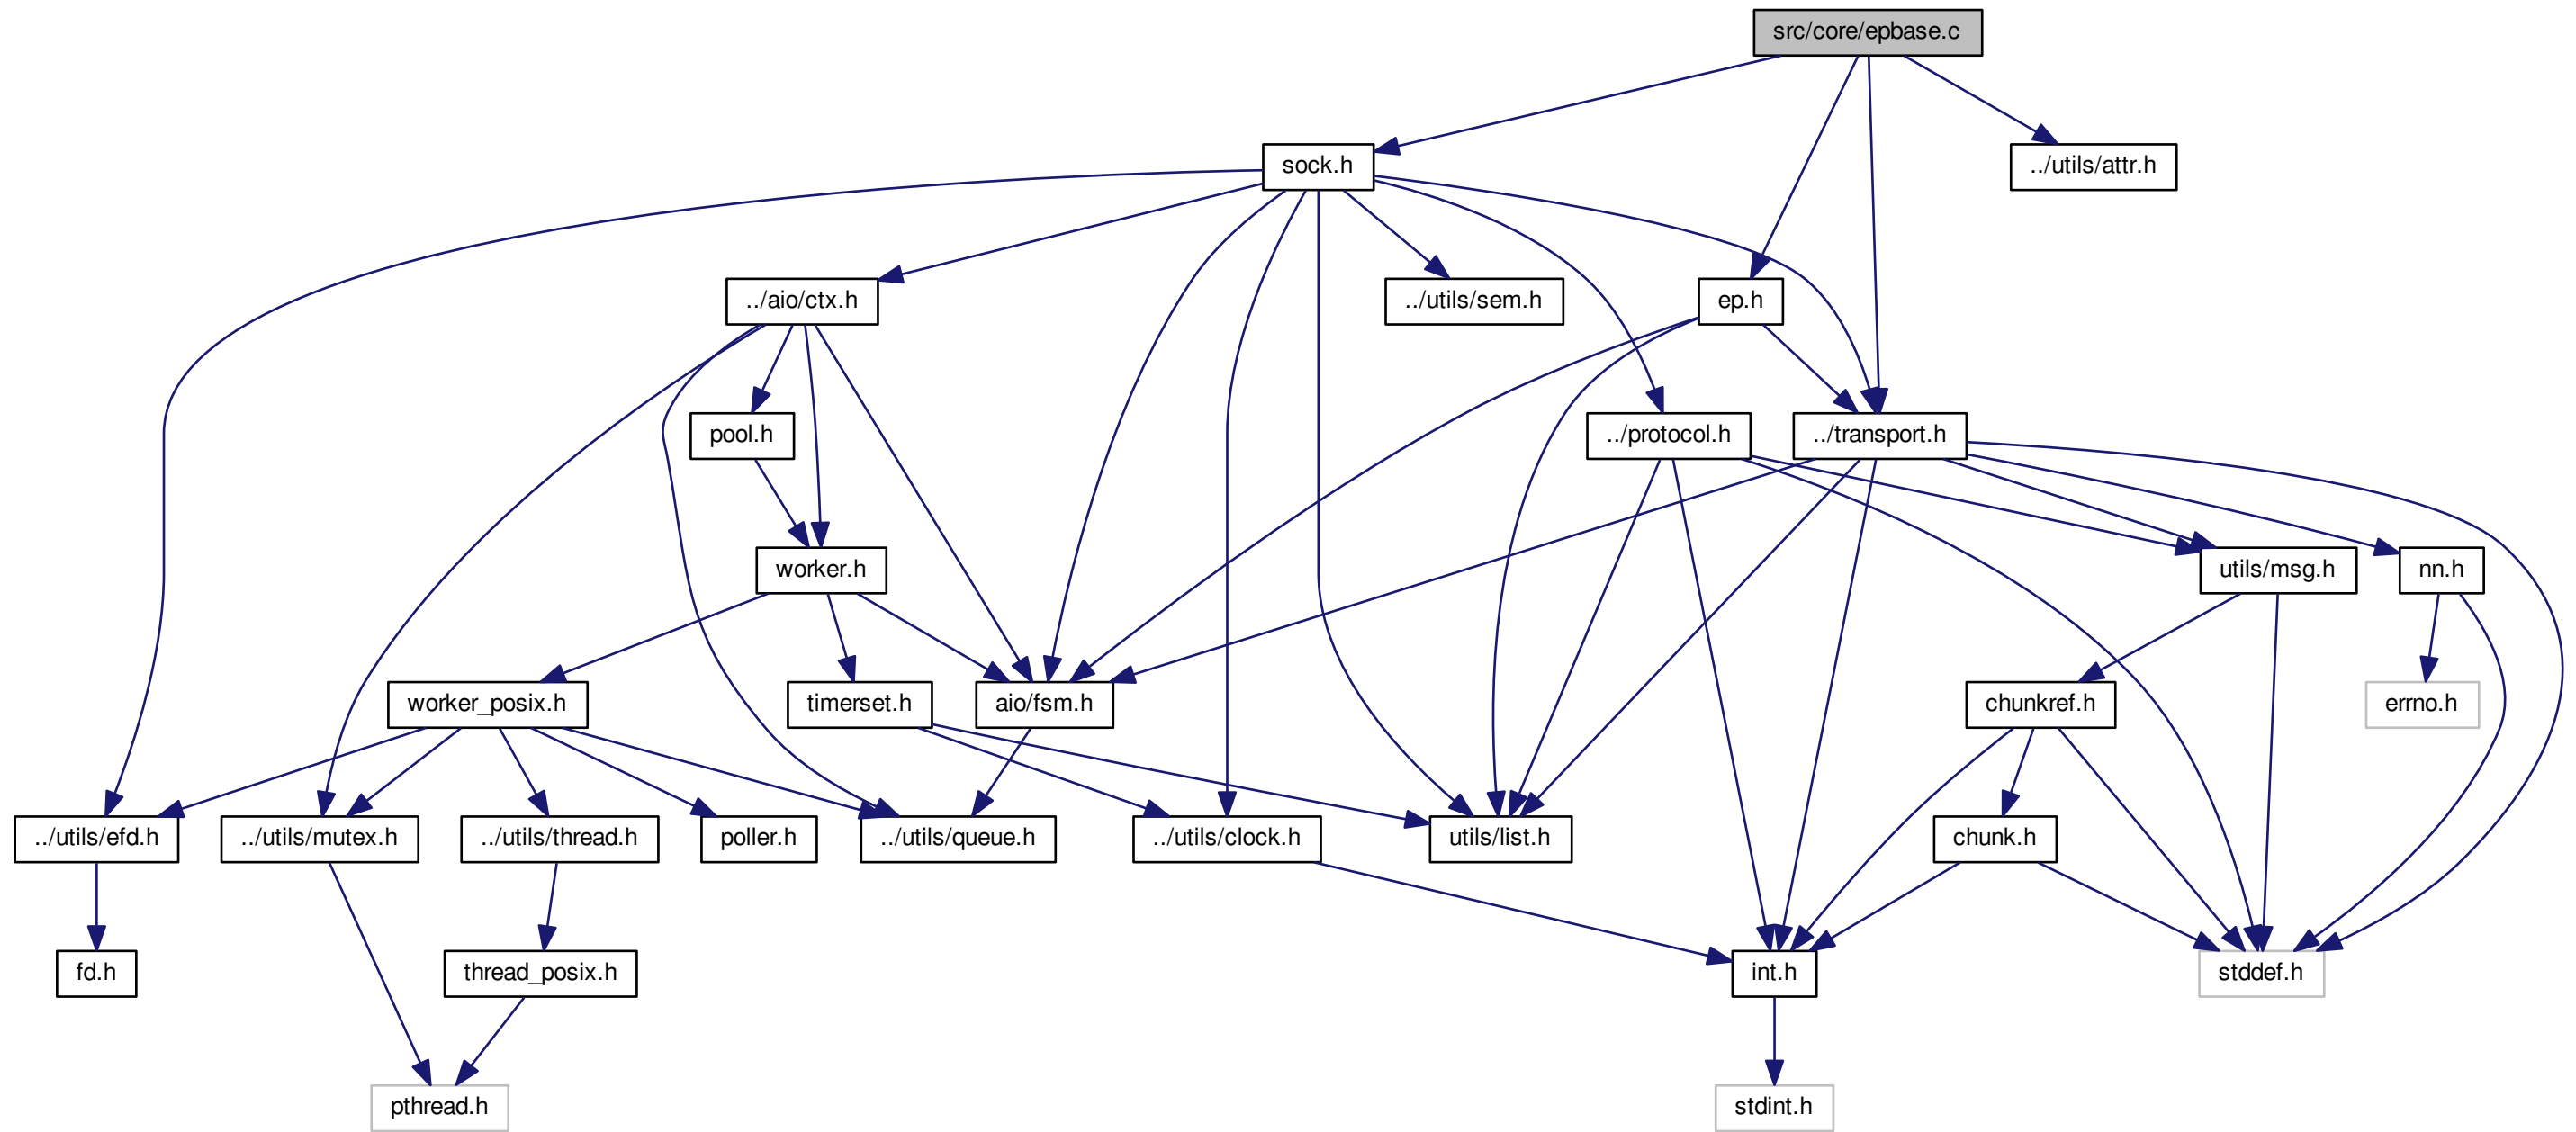 src/core/epbase.c
sock.h
../utils/attr.h
../aio/ctx.h
../utils/sem.h
ep.h
pool.h
../protocol.h
../transport.h
worker.h
utils/msg.h
nn.h
worker_posix.h
timerset.h
aio/fsm.h
chunkref.h
errno.h
../utils/efd.h
../utils/mutex.h
../utils/thread.h
poller.h
../utils/queue.h
../utils/clock.h
utils/list.h
chunk.h
fd.h
thread_posix.h
int.h
stddef.h
pthread.h
stdint.h